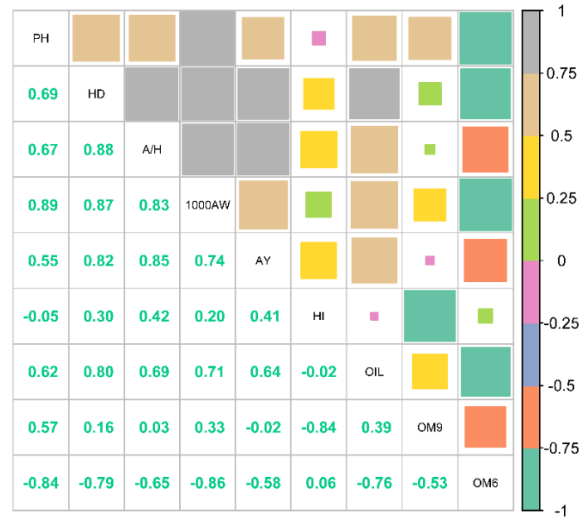 PH
0.69 HD
0.67 0.88 A/H
0.89 0.87 0.83 1000AW
0.55 0.82 0.85 0.74 AY
-0.05 0.30 0.42 0.20 0.41 HI
0.62 0.80 0.69 0.71 0.64 -0.02 OIL
0.57 0.16 0.03 0.33 -0.02 -0.84 0.39 OM9
-0.84 -0.79 -0.65 -0.86 -0.58 0.06 -0.76 -0.53 OM6
1
0.75
0.5
0.25
0
-0.25
-0.5
-0.75
-1